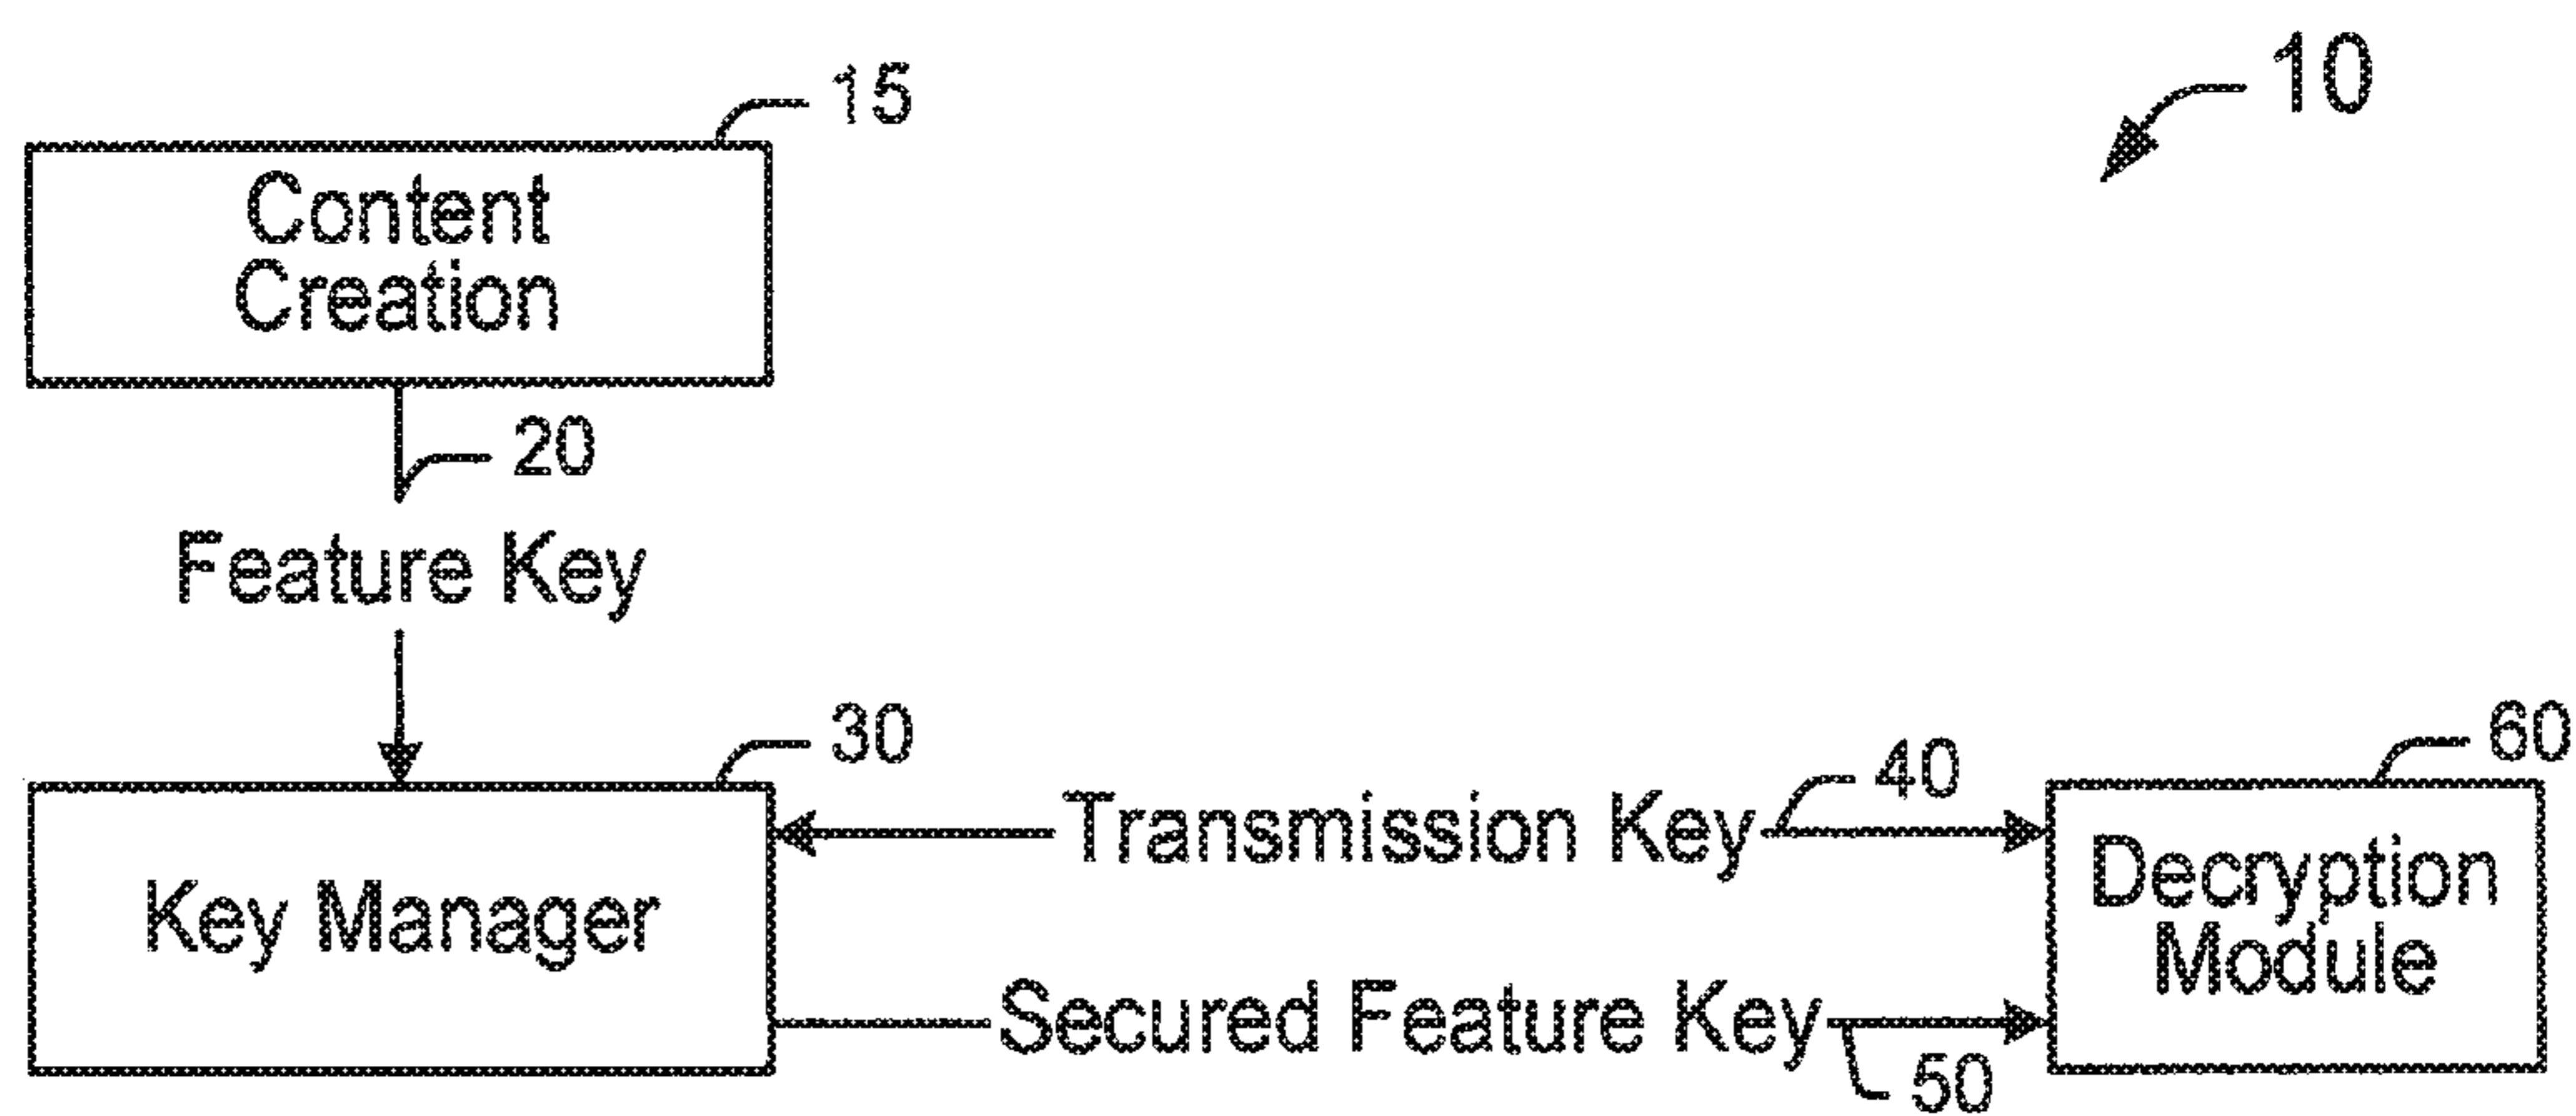 15
10
Content
Creation
20
Feature Key
30
40
60
Transmission Key
Decryption
Module
Key Manager
Secured Feature Key
50